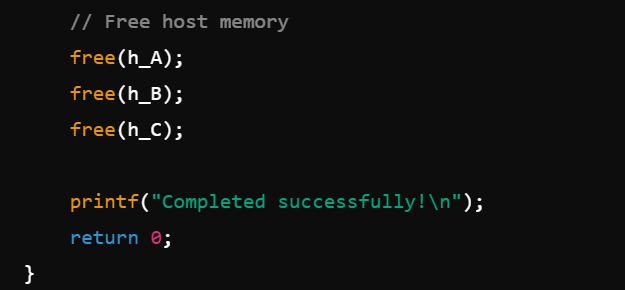 // Free host memory
free(h_A);
free(h_B);
free(h_C);
printf("Completed successfully!\n");
return 0;
}